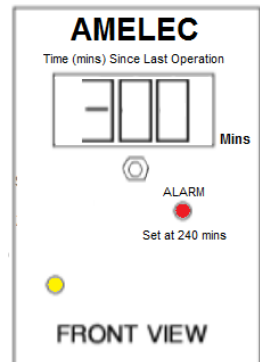 AMELEC
Time (mins) Since Last Operation
300
Mins
ALARM
Set at 240 mins
FRONT VIEW